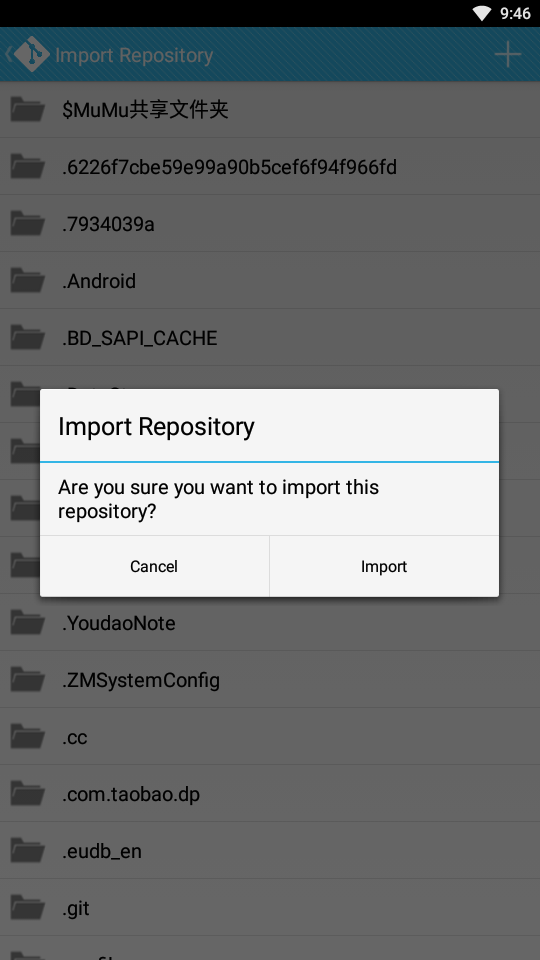 9:46
Import Repository
$MuMu共享文件夹
.6226f7cbe59e99a90b5cef6f94f966fd
.7934039a
.Android
.BD_SAPI_CACHE
Import Repository
Are you sure you want to import this
repository?
Cancel
Import
.YoudaoNote
.ZMSystemConfig
.cc
.com.taobao.dp
.eudb_en
.git